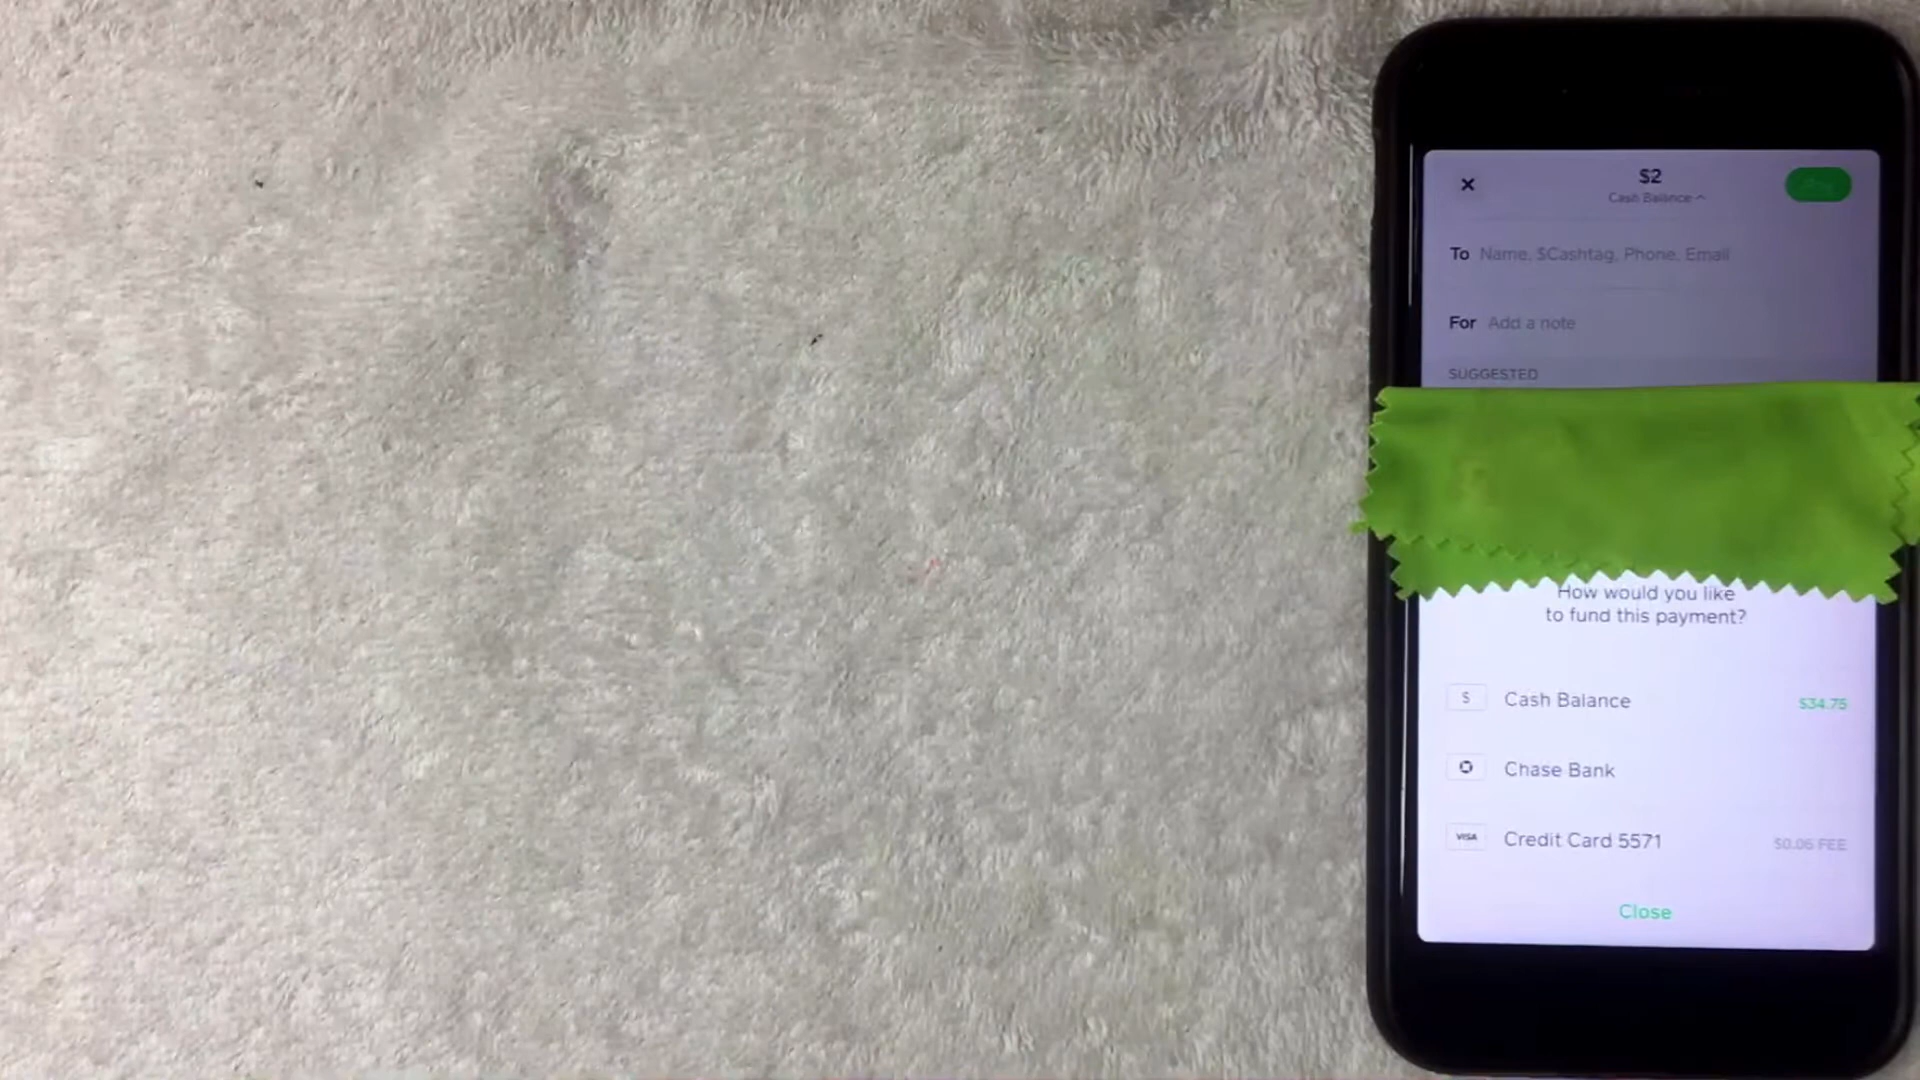 $2
Cash Balance
To Name, $Cashtag, Phone, Email
For Add a note
SUGGESTED
How would you like
to fund this payment?
$ Cash Balance $34.75
Chase Bank
VISA Credit Card 5571 $0.06 FEE
Close